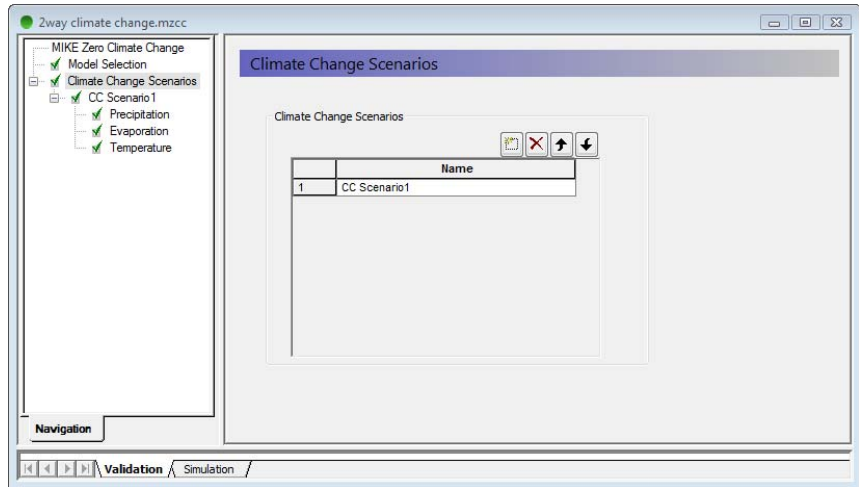 2way climate change.mzcc
MIKE Zero Climate Change
Model Selection
Climate Change Scenarios
CC Scenario1
Precipitation
Evaporation
Temperature
Navigation
Climate Change Scenarios
Climate Change Scenarios
Name
1 CC Scenario1
Validation Simulation